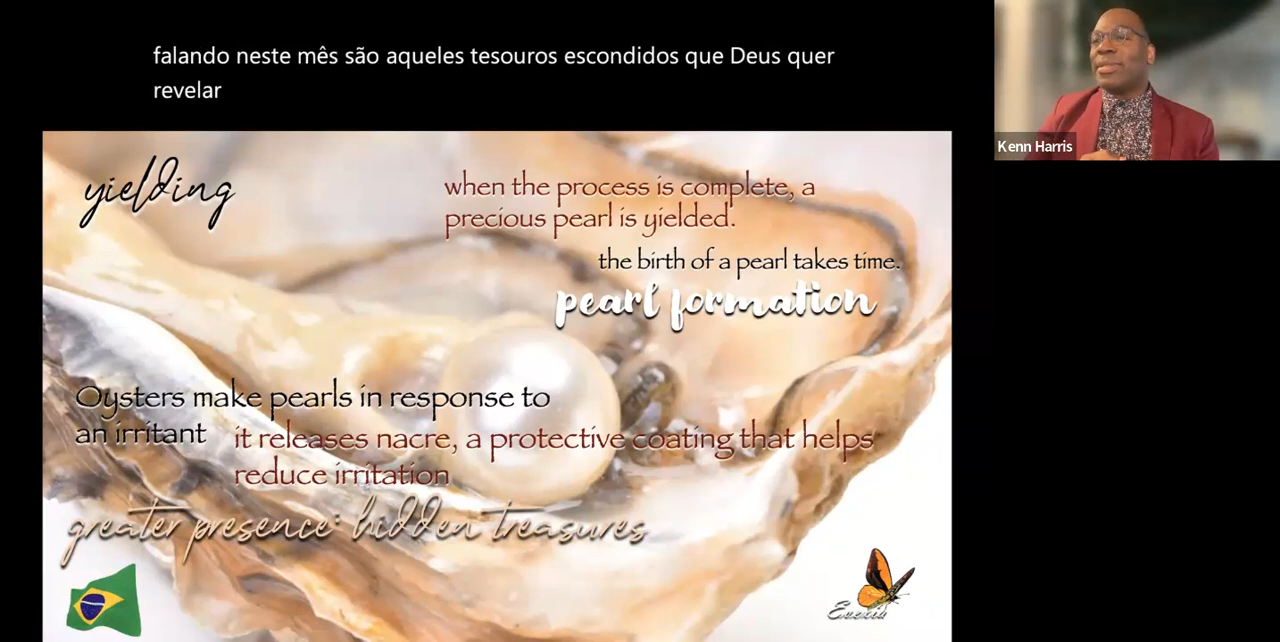 falando neste mês são aqueles tesouros escondidos que Deus quer
revelar
Kenn Harris
yielding
when the process is complete, a
precious pearl is yielded.
the birth of a pearl takes time.
pearl formation
Oysters make pearls in response to
an irritant
it releases nacre, a protective coating that helps
reduce irritation
greater presence: hidden treasures